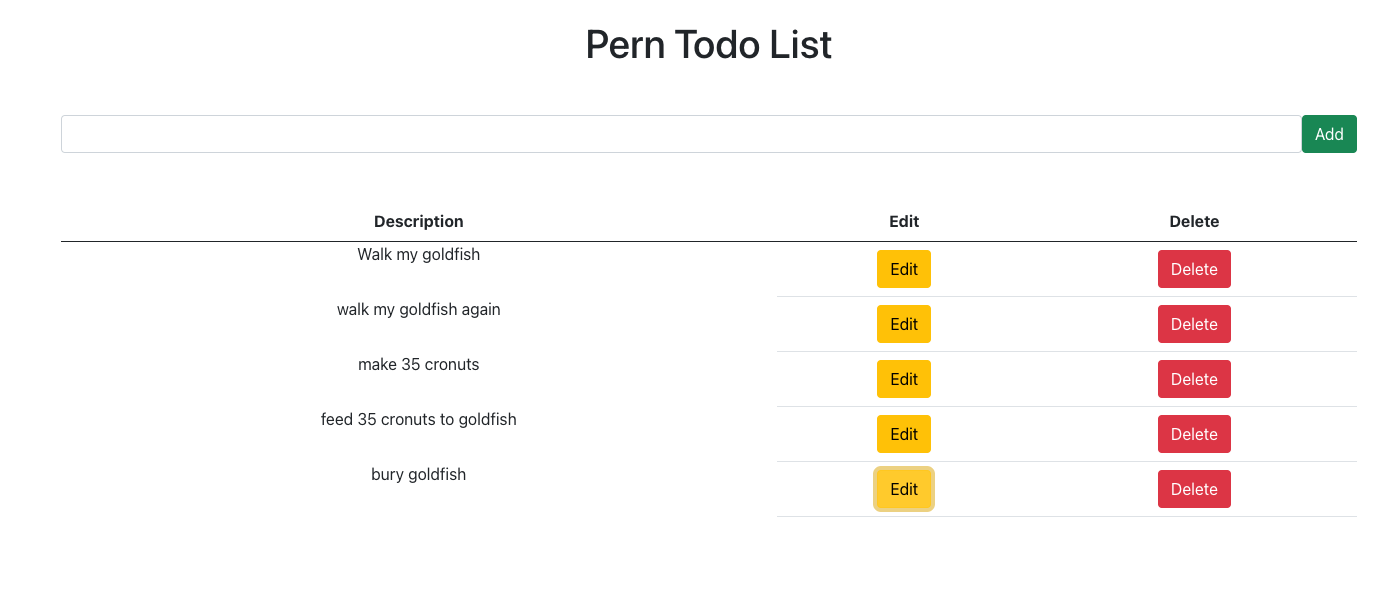 Pern Todo List
Add
Description Edit Delete
Walk my goldfish Edit Delete
walk my goldfish again Edit Delete
make 35 cronuts Edit Delete
feed 35 cronuts to goldfish Edit Delete
bury goldfish Edit Delete